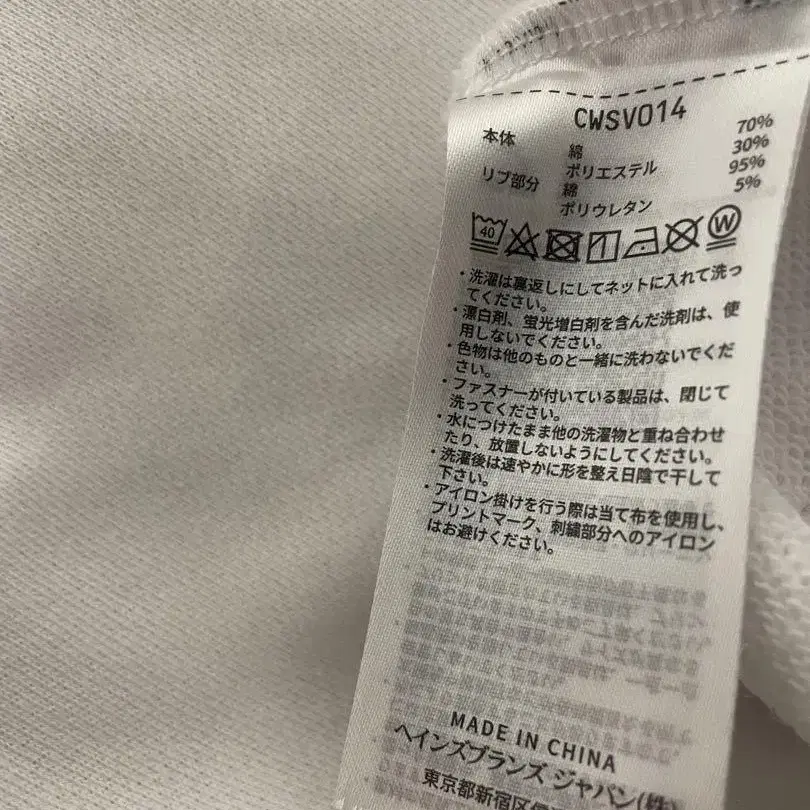 CWSV014
本体 綿 70%
ポリエステル 30%
リブ部分 綿 95%
ポリウレタン 5%
40
W
・洗濯は裏返しにしてネットに入れて洗っ
てください。
・漂白剤、蛍光増白剤を含んだ洗剤は、使
用しないでください。
・色物は他のものと一緒に洗わないでくだ
さい。
・ファスナーが付いている製品は、閉じて
洗ってください。
・水につけたまま他の洗濯物と重ね合わせ
たり、放置しないようにしてください。
・洗濯後は速やかに形を整え日陰で干して
下さい。
・アイロン掛けを行う際は当て布を使用し、
プリントマーク、刺繍部分へのアイロン
はお避けください。
MADE IN CHINA
ヘインズブランズ ジャパン(株)
東京都新宿区